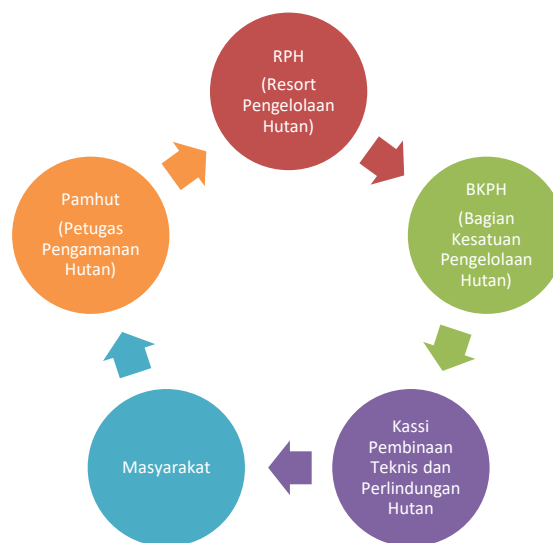 RPH
(Resort
Pengelolaan
Hutan)
BKPH
(Bagian
Kesatuan
Pengelolaan
Hutan)
Kassi
Pembinaan
Teknis dan
Perlindungan
Hutan
Masyarakat
Pamhut
(Petugas
Pengamanan
Hutan)